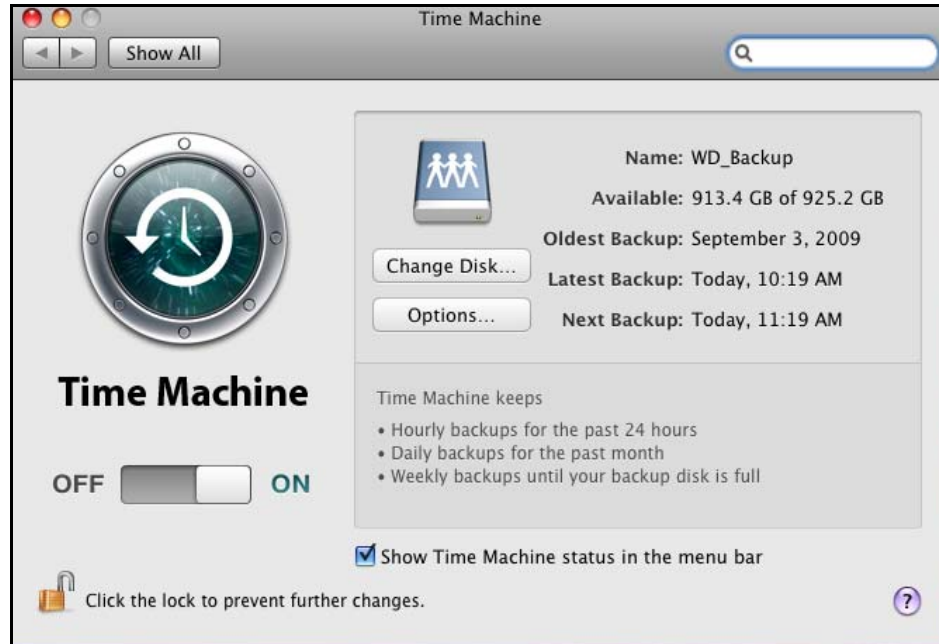 Time Machine
Show All
Name: WD_Backup
Available: 913.4 GB of 925.2 GB
Oldest Backup: September 3, 2009
Change Disk...
Latest Backup: Today, 10:19 AM
Options...
Next Backup: Today, 11:19 AM
Time Machine
Time Machine keeps
• Hourly backups for the past 24 hours
• Daily backups for the past month
• Weekly backups until your backup disk is full
OFF ON
Show Time Machine status in the menu bar
Click the lock to prevent further changes.
?